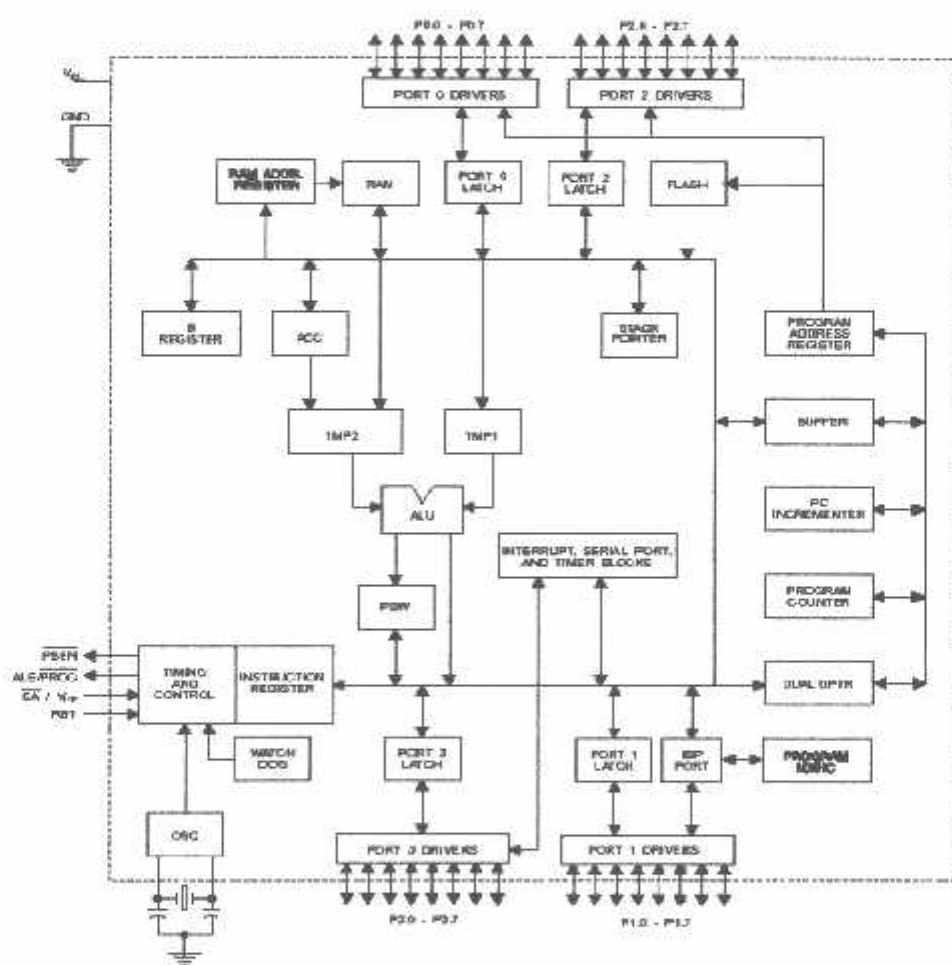 P0.0 - P0.7
P2.0 - P2.7
PORT 0 DRIVERS
PORT 2 DRIVERS
GND
RAM ADDR.
REGISTER
RAM
PORT 0
LATCH
PORT 2
LATCH
FLASH
B
REGISTER
ACC
STACK
POINTER
PROGRAM
ADDRESS
REGISTER
TMP2
TMP1
BUFFER
ALU
PC
INCREMENTER
INTERRUPT, SERIAL PORT,
AND TIMER BLOCKS
PSW
PROGRAM
COUNTER
PSEN
ALE/PROG
EA / VPP
RST
TIMING
AND
CONTROL
INSTRUCTION
REGISTER
DUAL DPTR
WATCH
DOG
PORT 3
LATCH
PORT 1
LATCH
ISP
PORT
PROGRAM
LOGIC
OSC
PORT 3 DRIVERS
PORT 1 DRIVERS
P3.0 - P3.7
P1.0 - P1.7